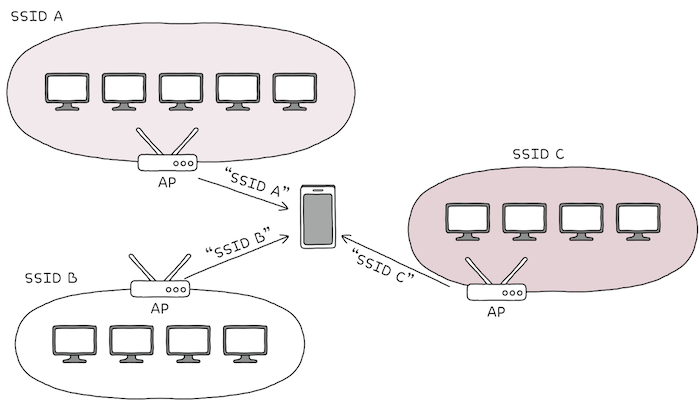 SSID A
AP
“SSID A”
SSID C
“SSID B”
“SSID C”
SSID B
AP
AP